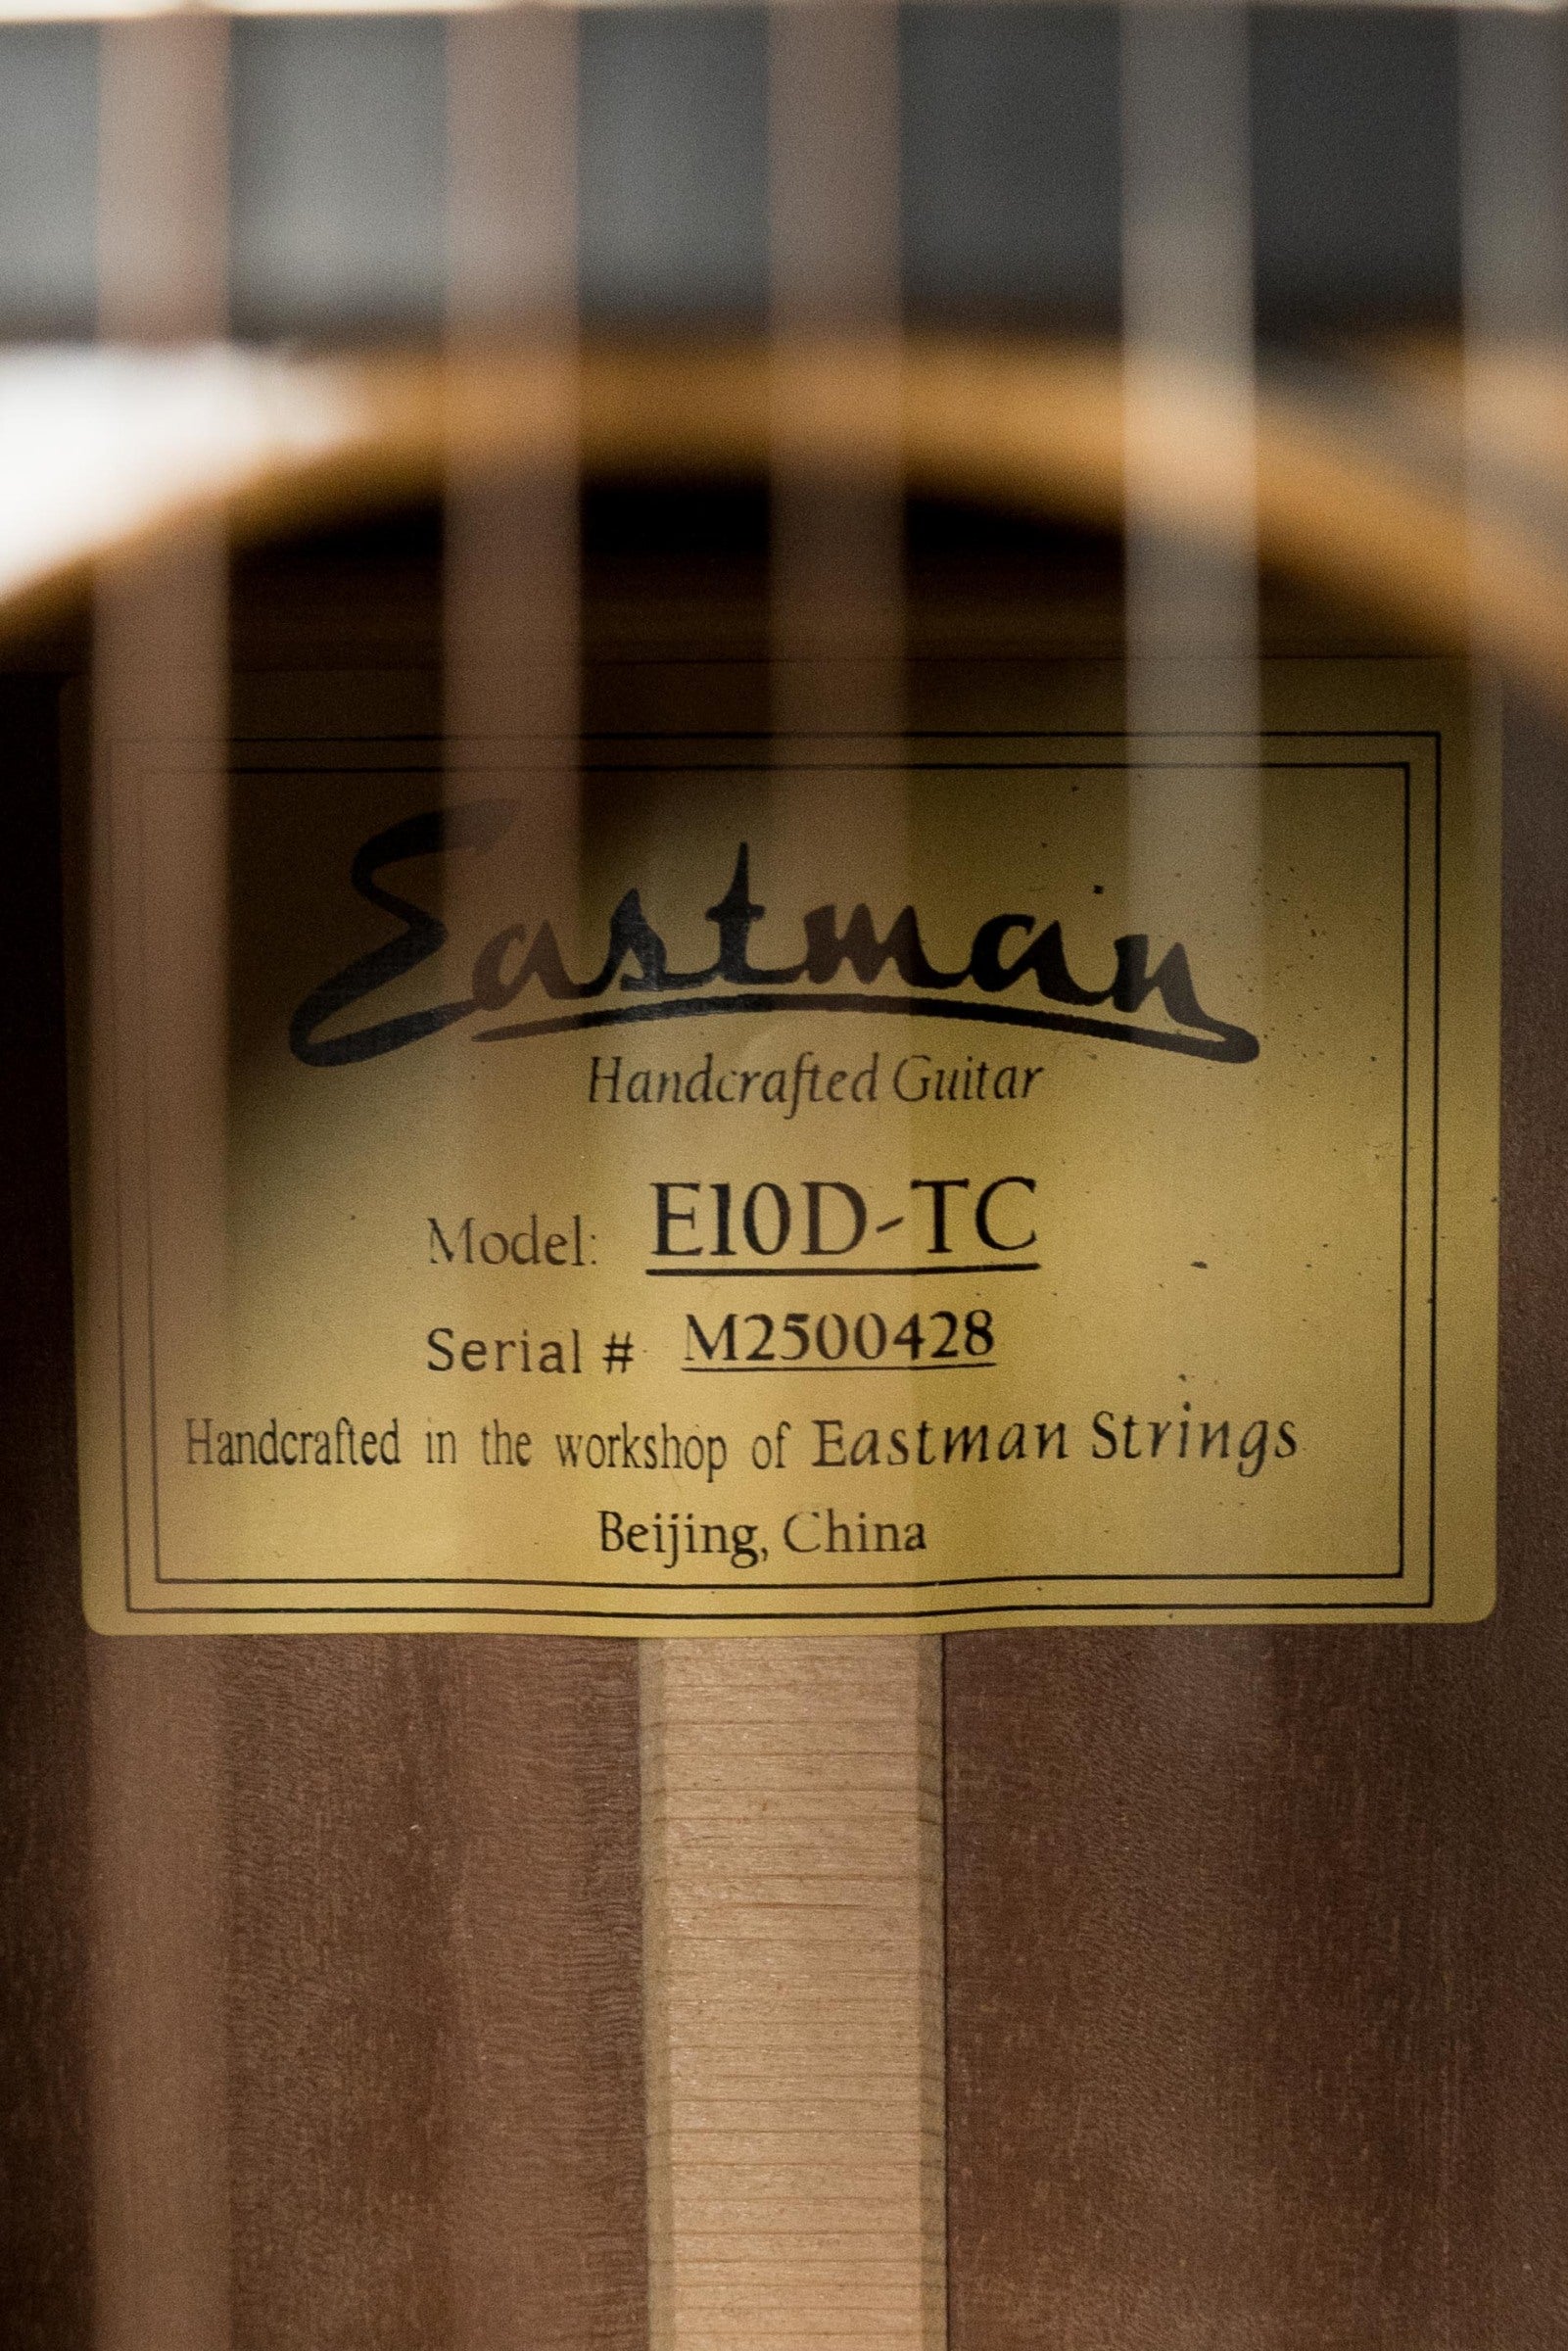 Eastman
Handcrafted Guitar
Model: E10D-TC
Serial # M2500428
Handcrafted in the workshop of Eastman Strings
Beijing, China